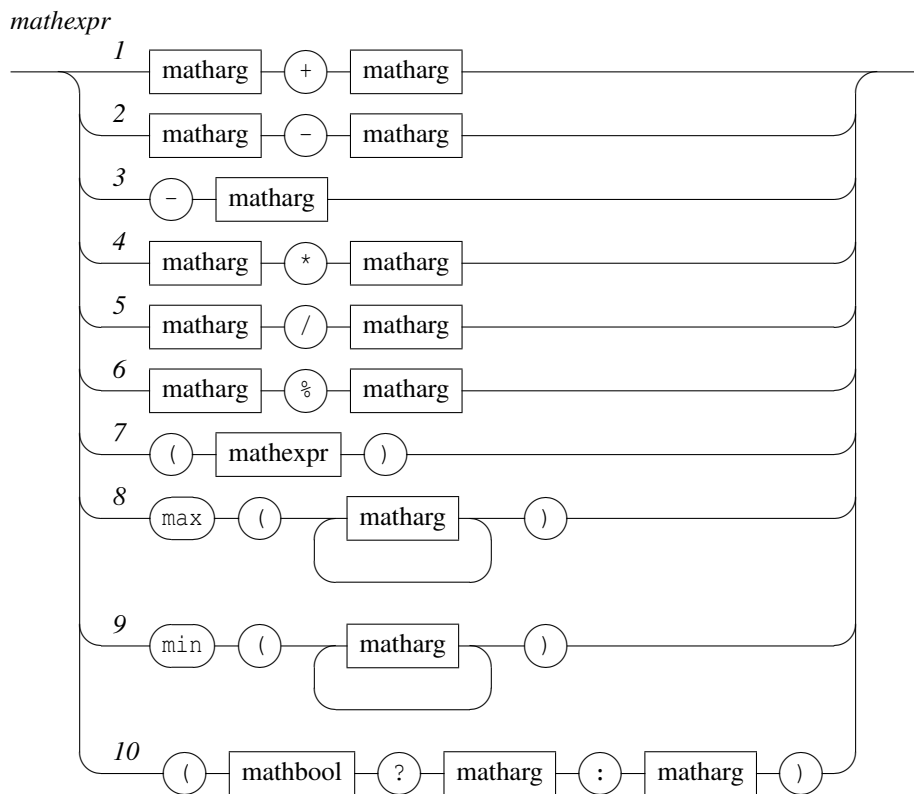 mathexpr
1 matharg + matharg
2 matharg - matharg
3 - matharg
4 matharg * matharg
5 matharg / matharg
6 matharg % matharg
7 ( mathexpr )
8 max ( matharg )
9 min ( matharg )
10 ( mathbool ? matharg : matharg )